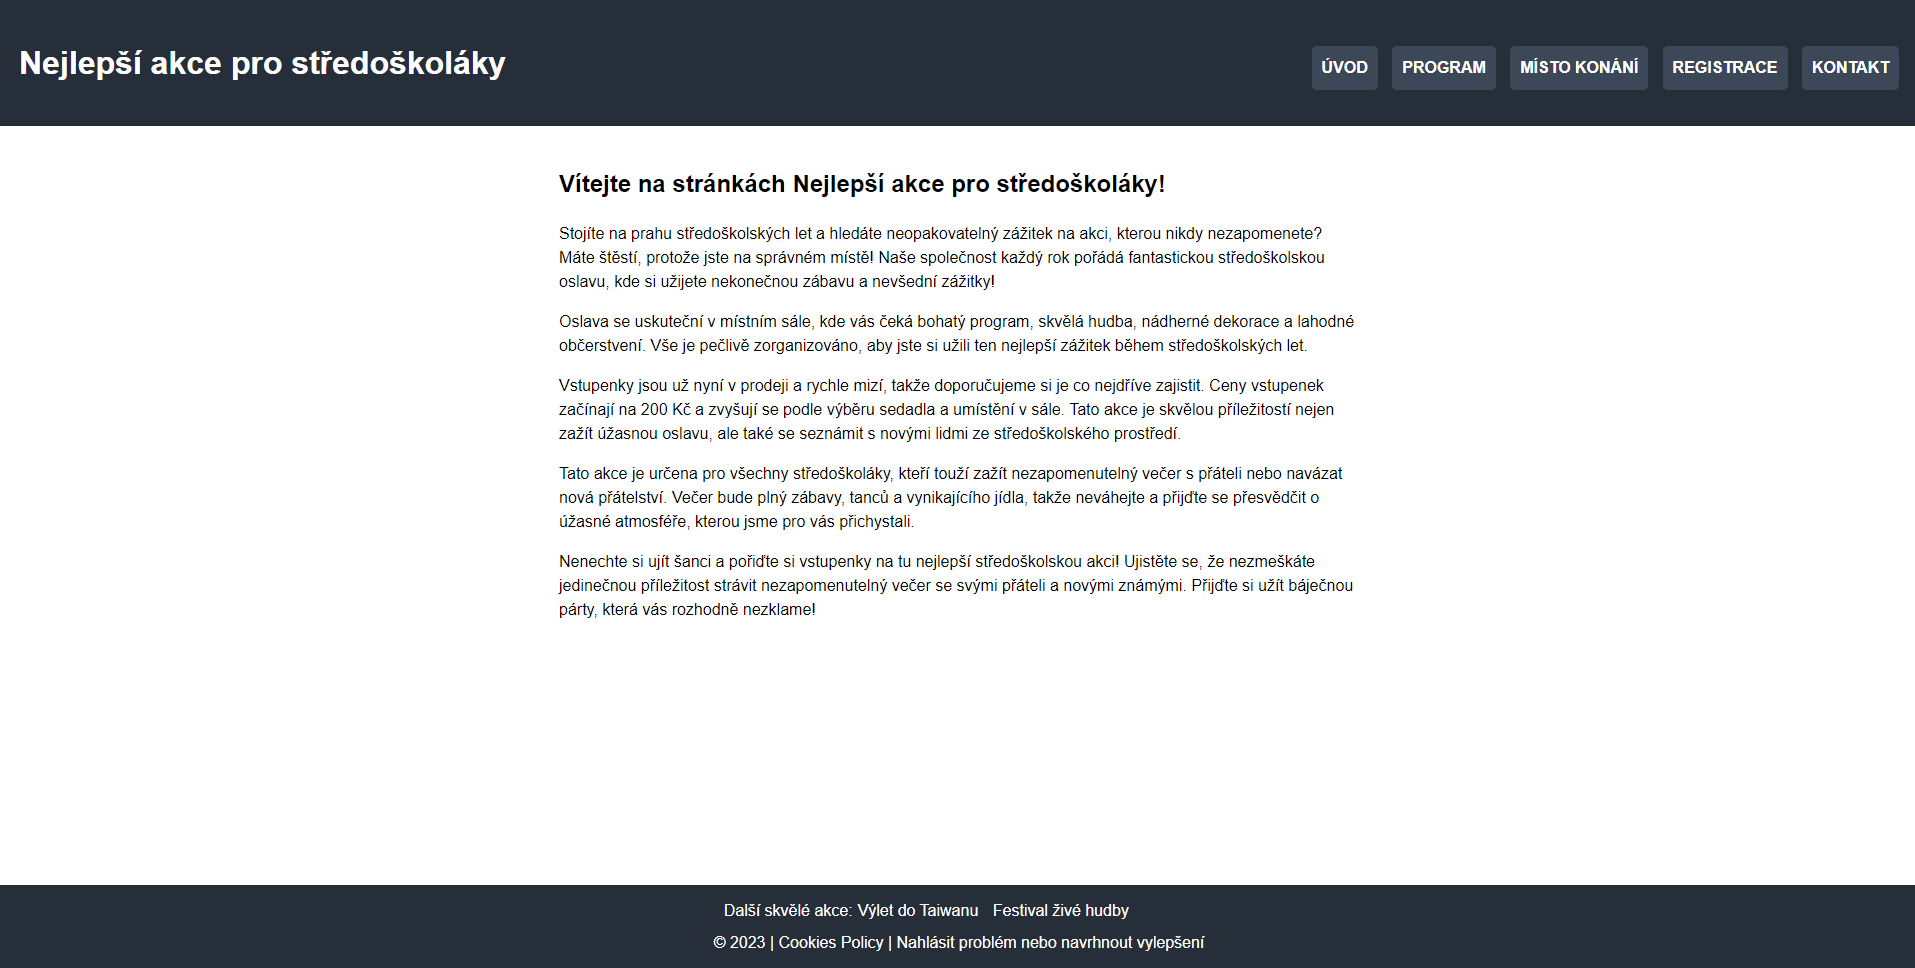 Nejlepší akce pro středoškoláky
ÚVOD PROGRAM MÍSTO KONÁNÍ REGISTRACE KONTAKT
Vítejte na stránkách Nejlepší akce pro středoškoláky!
Stojíte na prahu středoškolských let a hledáte neopakovatelný zážitek na akci, kterou nikdy nezapomenete?
Máte štěstí, protože jste na správném místě! Naše společnost každý rok pořádá fantastickou středoškolskou
oslavu, kde si užijete nekonečnou zábavu a nevšední zážitky!
Oslava se uskuteční v místním sále, kde vás čeká bohatý program, skvělá hudba, nádherné dekorace a lahodné
občerstvení. Vše je pečlivě zorganizováno, aby jste si užili ten nejlepší zážitek během středoškolských let.
Vstupenky jsou už nyní v prodeji a rychle mizí, takže doporučujeme si je co nejdříve zajistit. Ceny vstupenek
začínají na 200 Kč a zvyšují se podle výběru sedadla a umístění v sále. Tato akce je skvělou příležitostí nejen
zažít úžasnou oslavu, ale také se seznámit s novými lidmi ze středoškolského prostředí.
Tato akce je určena pro všechny středoškoláky, kteří touží zažít nezapomenutelný večer s přáteli nebo navázat
nová přátelství. Večer bude plný zábavy, tanců a vynikajícího jídla, takže neváhejte a přijďte se přesvědčit o
úžasné atmosféře, kterou jsme pro vás přichystali.
Nenechte si ujít šanci a pořiďte si vstupenky na tu nejlepší středoškolskou akci! Ujistěte se, že nezmeškáte
jedinečnou příležitost strávit nezapomenutelný večer se svými přáteli a novými známými. Přijďte si užít báječnou
párty, která vás rozhodně nezklame!
Další skvělé akce: Výlet do Taiwanu Festival živé hudby
© 2023 | Cookies Policy | Nahlásit problém nebo navrhnout vylepšení